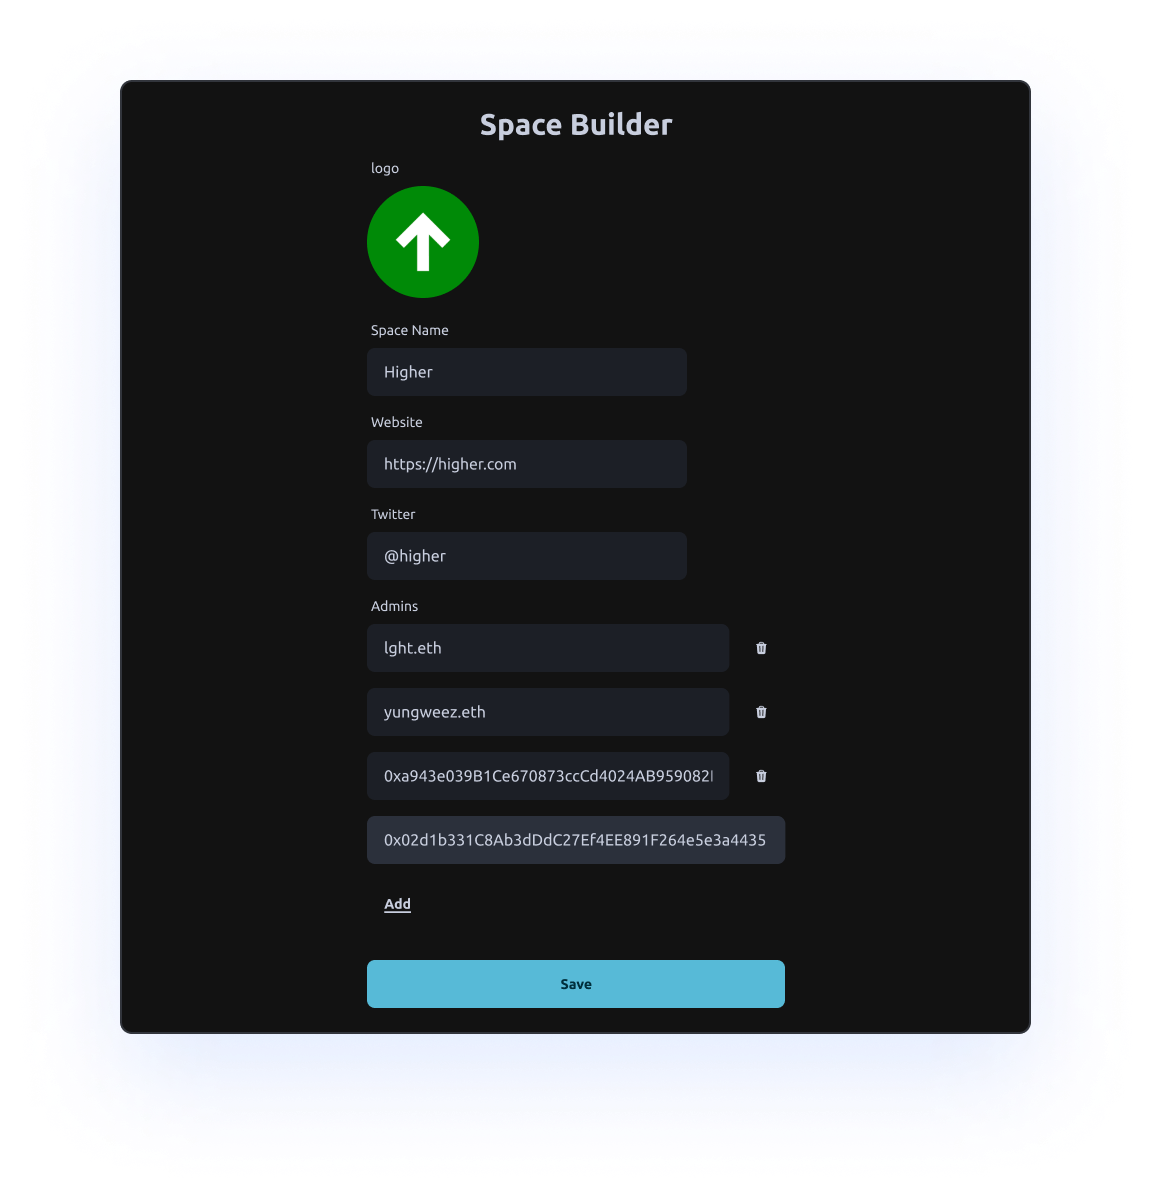 Space Builder
logo
Space Name
Higher
Website
https://higher.com
Twitter
@higher
Admins
lght.eth
yungweez.eth
0xa943e039B1Ce670873ccCd4024AB959082
0x02d1b331C8Ab3dDdC27Ef4EE891F264e5e3a4435
Add
Save